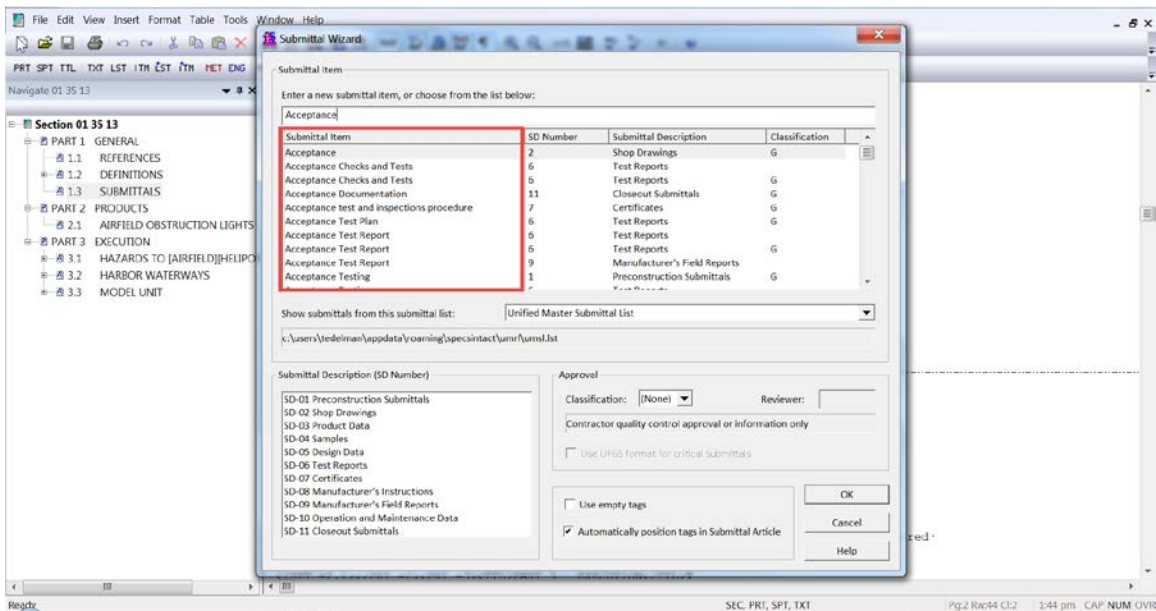 File Edit View Insert Format Table Tools Window Help
Submittal Wizard
PRT SPT TTL TXT LST ITM LST ITM MET ENG
Navigate 01 35 13
Section 01 35 13
PART 1 GENERAL
1.1 REFERENCES
1.2 DEFINITIONS
1.3 SUBMITTALS
PART 2 PRODUCTS
2.1 AIRFIELD OBSTRUCTION LIGHTS
PART 3 EXECUTION
3.1 HAZARDS TO [AIRFIELD][HELIPO
3.2 HARBOR WATERWAYS
3.3 MODEL UNIT
Submittal Item
Enter a new submittal item, or choose from the list below:
Acceptance
Submittal Item SD Number Submittal Description Classification
Acceptance 2 Shop Drawings G
Acceptance Checks and Tests 6 Test Reports
Acceptance Checks and Tests 6 Test Reports G
Acceptance Documentation 11 Closeout Submittals G
Acceptance test and inspections procedure 7 Certificates G
Acceptance Test Plan 6 Test Reports G
Acceptance Test Report 6 Test Reports
Acceptance Test Report 6 Test Reports G
Acceptance Test Report 9 Manufacturer's Field Reports
Acceptance Testing 1 Preconstruction Submittals G
Show submittals from this submittal list: Unified Master Submittal List
c:\users\tedelman\appdata\roaming\specsintact\umrl\umsl.lst
Submittal Description (SD Number)
SD-01 Preconstruction Submittals
SD-02 Shop Drawings
SD-03 Product Data
SD-04 Samples
SD-05 Design Data
SD-06 Test Reports
SD-07 Certificates
SD-08 Manufacturer's Instructions
SD-09 Manufacturer's Field Reports
SD-10 Operation and Maintenance Data
SD-11 Closeout Submittals
Approval
Classification: (None) Reviewer:
Contractor quality control approval or information only
Use UFGS format for critical submittals
Use empty tags
Automatically position tags in Submittal Article
OK
Cancel
Help
red
Ready SEC, PRT, SPT, TXT Pg:2 Rw:44 Cl:2 1:44 pm CAP NUM OVR